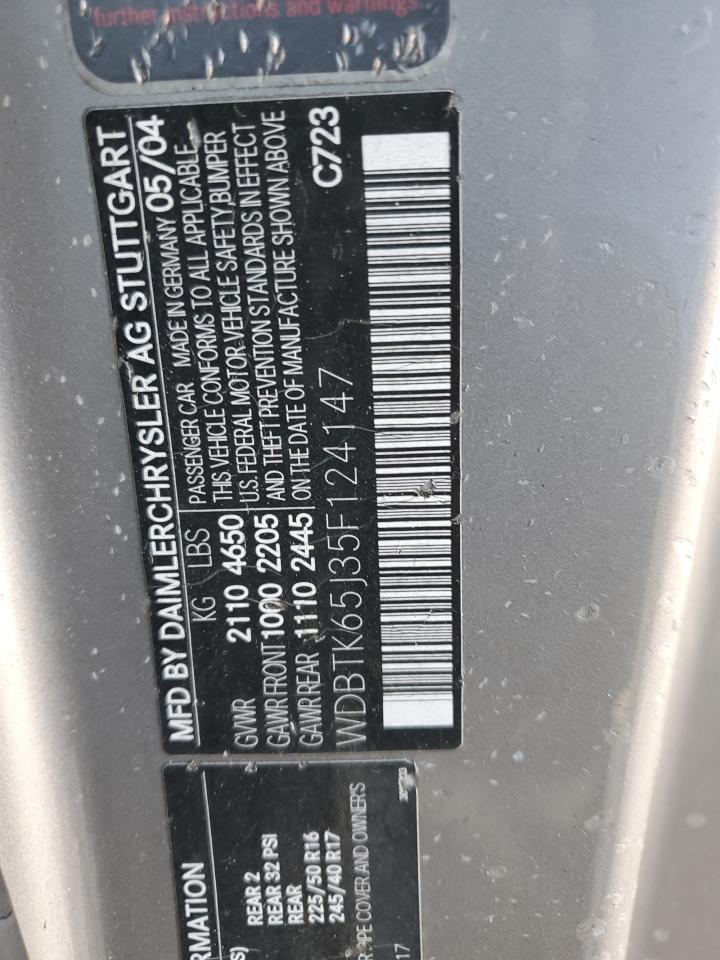 further instructions and warnings.
MFD BY DAIMLERCHRYSLER AG STUTTGART
KG LBS
GVWR 2110 4650
GAWR FRONT 1000 2205
GAWR REAR 1110 2445
PASSENGER CAR MADE IN GERMANY 05/04
THIS VEHICLE CONFORMS TO ALL APPLICABLE
U.S. FEDERAL MOTOR VEHICLE SAFETY, BUMPER
AND THEFT PREVENTION STANDARDS IN EFFECT
ON THE DATE OF MANUFACTURE SHOWN ABOVE
WDBTK65J35F124147
C723
RMATION
S)
REAR 2
REAR 32 PSI
REAR
225/50 R16
245/40 R17
COVER AND OWNER'S
17